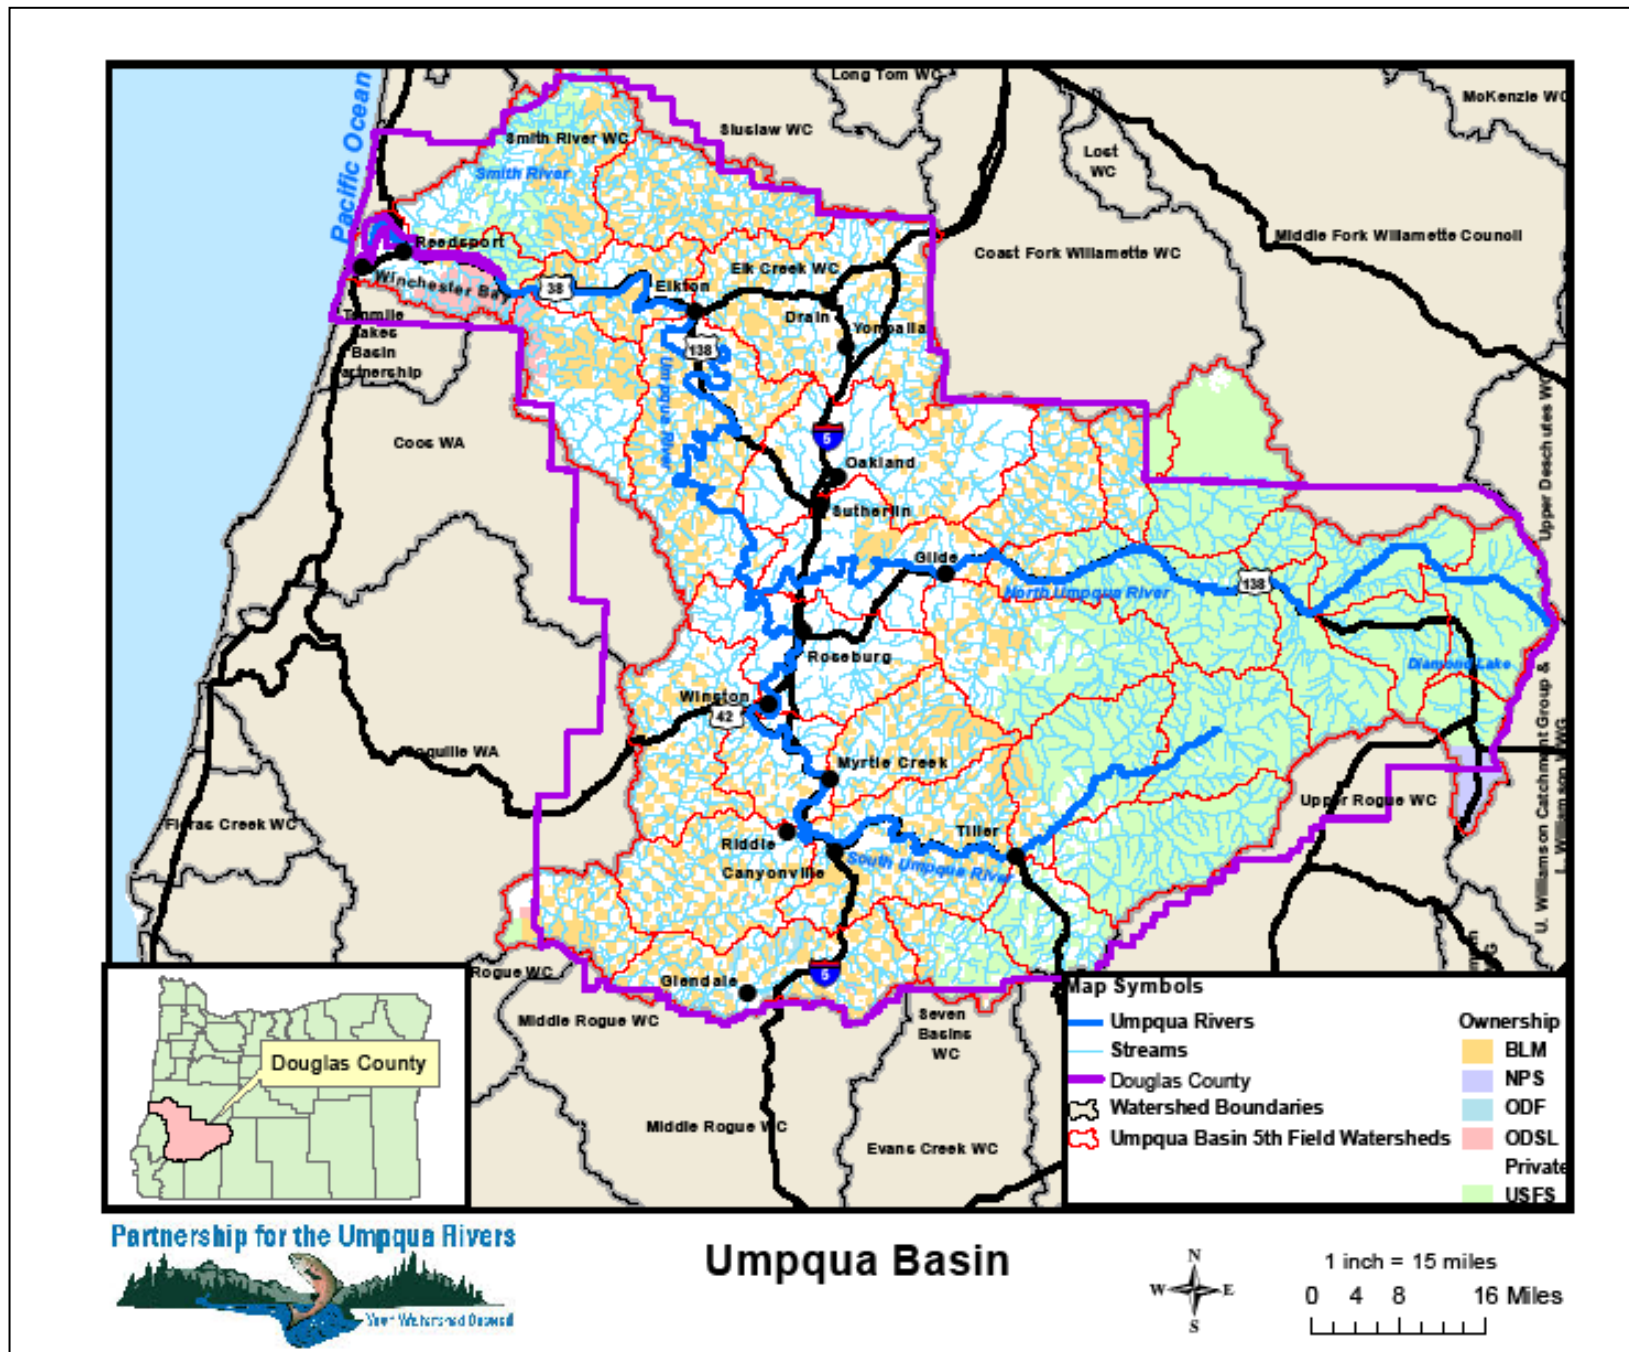 Long Tom WC
McKenzie WC
Pacific Ocean
Smith River WC
Siuslaw WC
Lost
WC
Smith River
Reedsport
Middle Fork Willamette Council
Coast Fork Willamette WC
Elk Creek WC
Winchester Bay
38
Elkton
Drain
Yoncalla
Tenmile
Lakes
Basin
Partnership
138
Umpqua River
Upper Deschutes WC
Coos WA
5
Oakland
Sutherlin
Glide
North Umpqua River
138
Roseburg
Diamond Lake
Winston
42
Coquille WA
Myrtle Creek
Upper Rogue WC
U. Williamson Catchment Group &
L. Williamson WWG
Floras Creek WC
Riddle
Tiller
Canyonville
South Umpqua River
Rogue WC
Glendale
5
Middle Rogue WC
Seven
Basins
WC
Middle Rogue WC
Evans Creek WC
Douglas County
Map Symbols
Umpqua Rivers
Streams
Douglas County
Watershed Boundaries
Umpqua Basin 5th Field Watersheds
Ownership
BLM
NPS
ODF
ODSL
Private
USFS
Partnership for the Umpqua Rivers
Your Watershed Council
Umpqua Basin
N
W E
S
1 inch = 15 miles
0 4 8 16 Miles